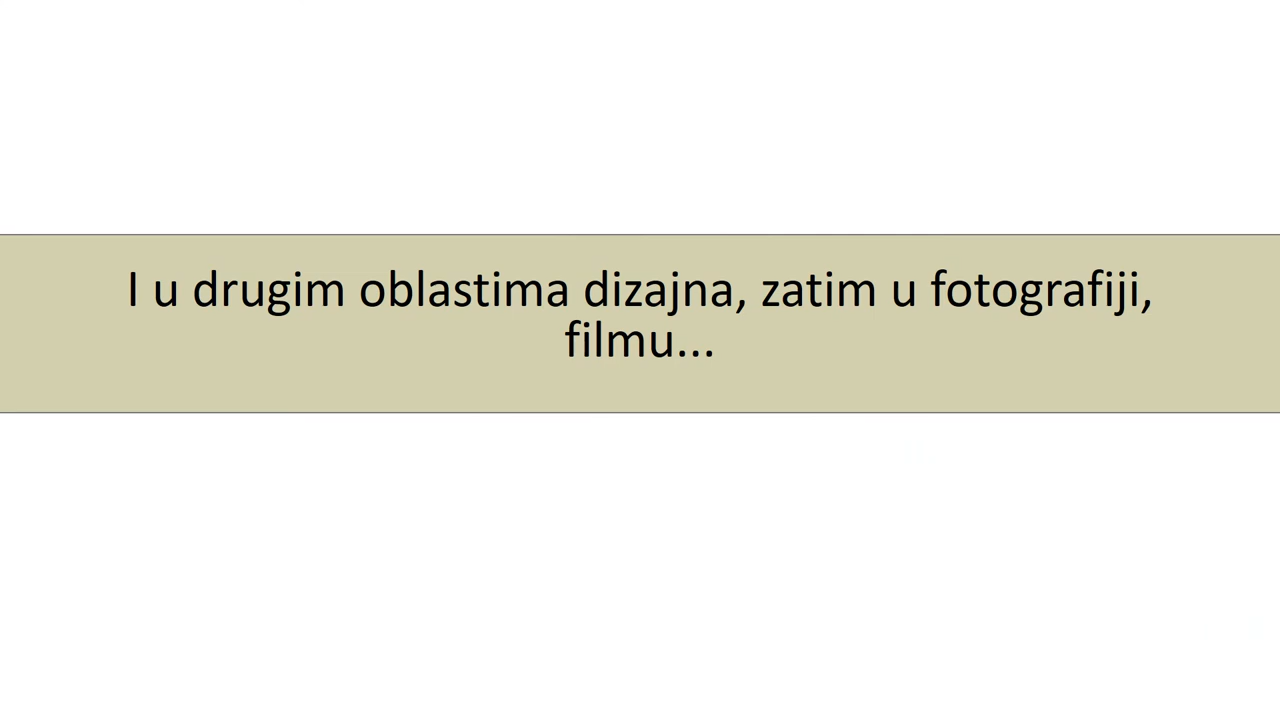 I u drugim oblastima dizajna, zatim u fotografiji,
filmu...